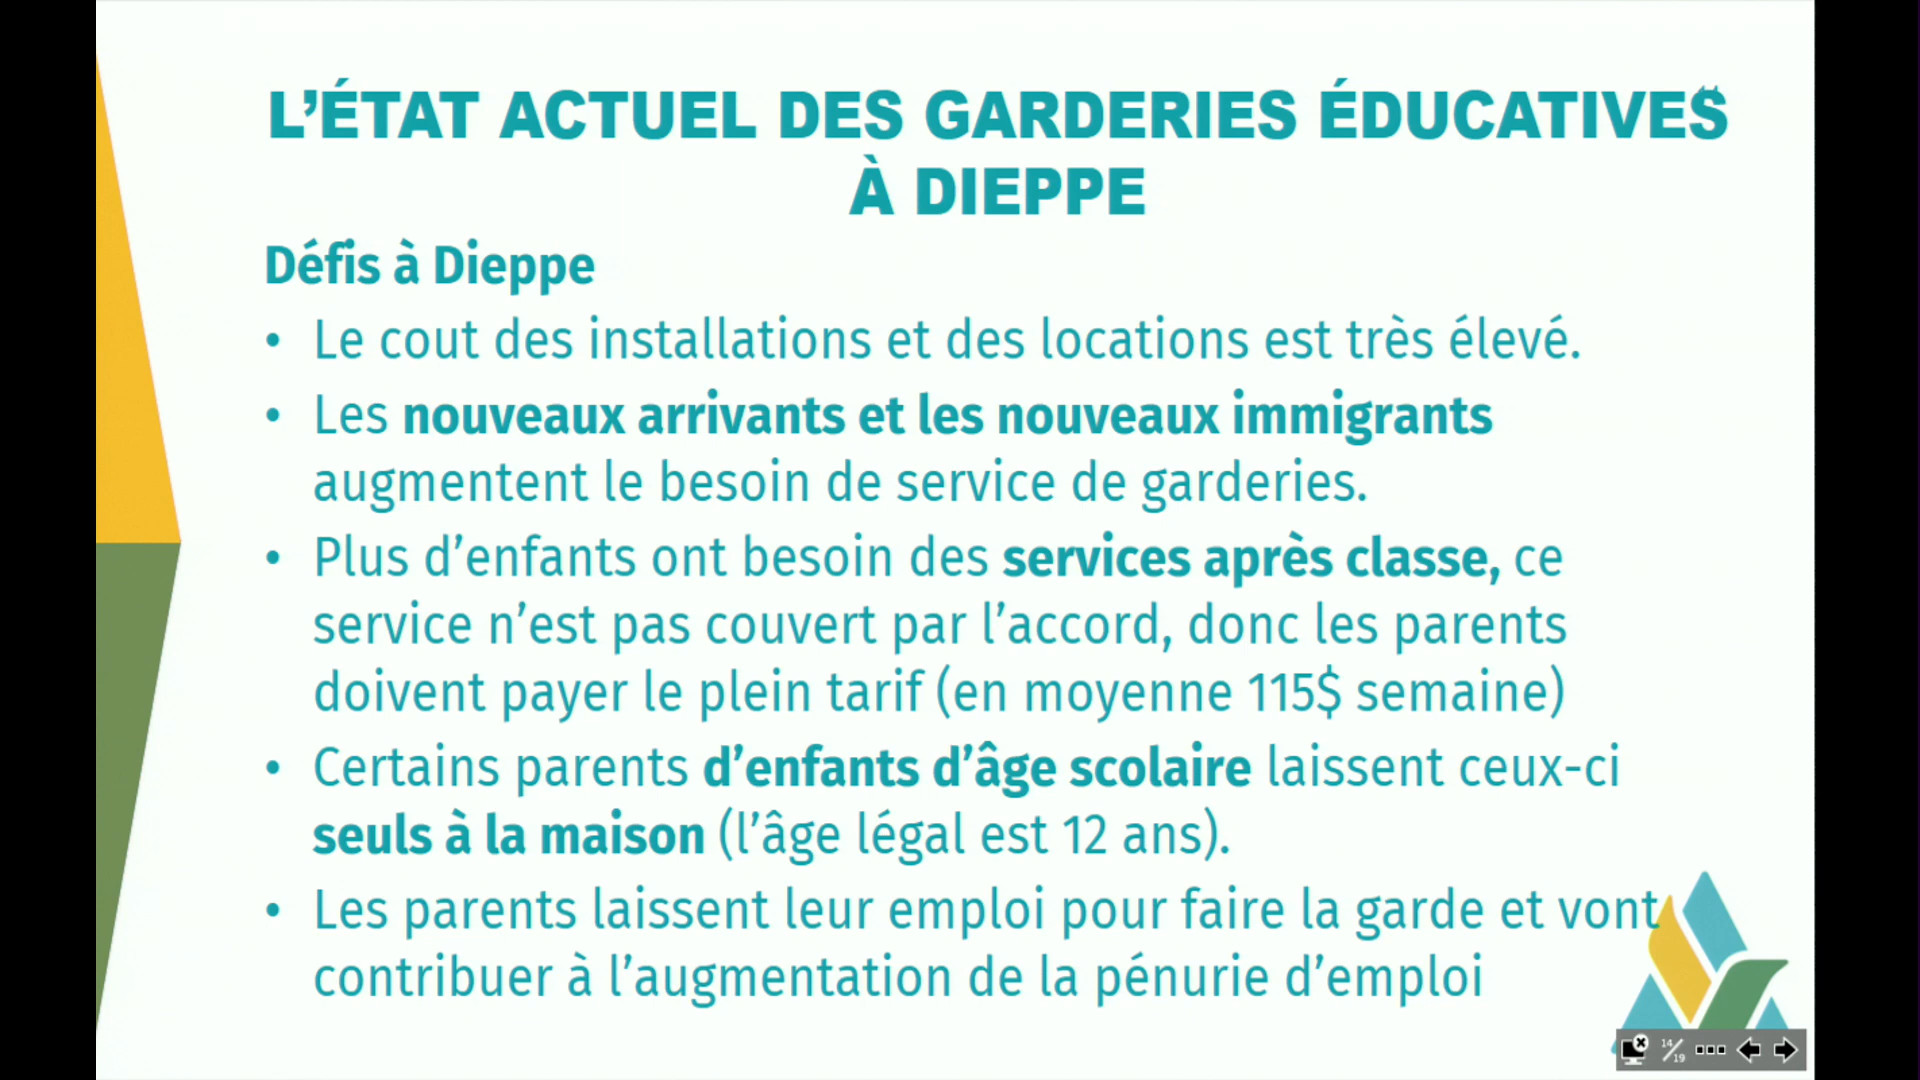 L’ÉTAT ACTUEL DES GARDERIES ÉDUCATIVES
À DIEPPE
Défis à Dieppe
• Le cout des installations et des locations est très élevé.
• Les nouveaux arrivants et les nouveaux immigrants
augmentent le besoin de service de garderies.
• Plus d’enfants ont besoin des services après classe, ce
service n’est pas couvert par l’accord, donc les parents
doivent payer le plein tarif (en moyenne 115$ semaine)
• Certains parents d’enfants d’âge scolaire laissent ceux-ci
seuls à la maison (l’âge légal est 12 ans).
• Les parents laissent leur emploi pour faire la garde et vont
contribuer à l’augmentation de la pénurie d’emploi
14/19